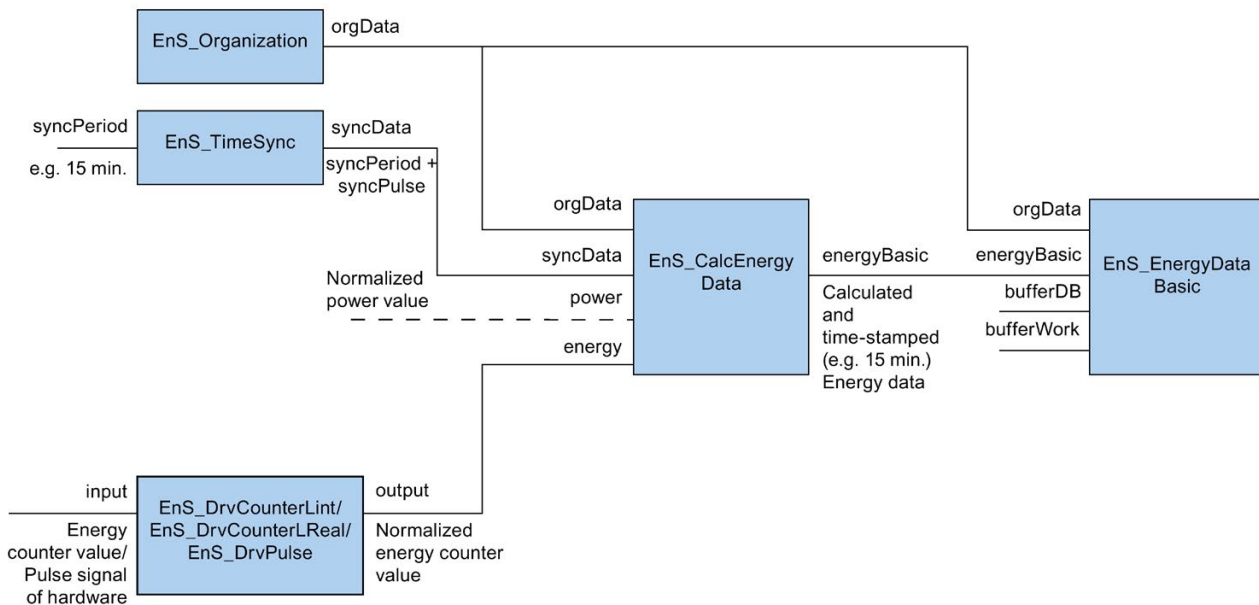 EnS_Organization
orgData
syncPeriod
e.g. 15 min.
EnS_TimeSync
syncData
syncPeriod +
syncPulse
orgData
syncData
Normalized
power value
power
energy
EnS_CalcEnergy
Data
energyBasic
Calculated
and
time-stamped
(e.g. 15 min.)
Energy data
orgData
energyBasic
bufferDB
bufferWork
EnS_EnergyData
Basic
input
Energy
counter value/
Pulse signal
of hardware
EnS_DrvCounterLint/
EnS_DrvCounterLReal/
EnS_DrvPulse
output
Normalized
energy counter
value